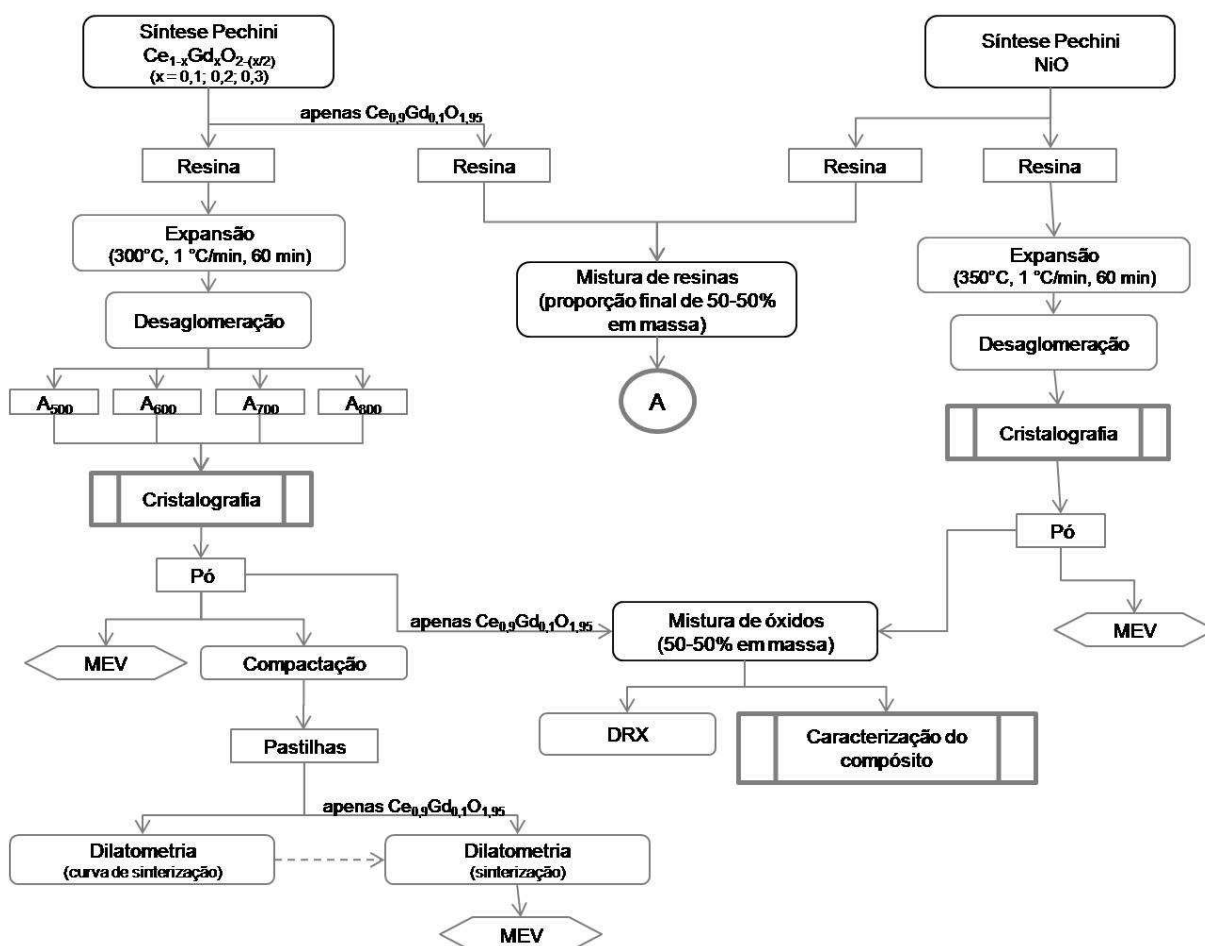 Síntese Pechini
Ce₁₋ₓGdₓO₂₋₍ₓ/₂₎
(x = 0,1; 0,2; 0,3)
Síntese Pechini
NiO
apenas Ce₀,₉Gd₀,₁O₁,₉₅
Resina
Resina
Resina
Resina
Expansão
(300°C, 1 °C/min, 60 min)
Mistura de resinas
(proporção final de 50-50%
em massa)
Expansão
(350°C, 1 °C/min, 60 min)
Desaglomeração
Desaglomeração
A₅₀₀
A₆₀₀
A₇₀₀
A₈₀₀
A
Cristalografia
Cristalografia
Pó
Pó
apenas Ce₀,₉Gd₀,₁O₁,₉₅
Mistura de óxidos
(50-50% em massa)
MEV
MEV
Compactação
DRX
Caracterização do
compósito
Pastilhas
apenas Ce₀,₉Gd₀,₁O₁,₉₅
Dilatometria
(curva de sinterização)
Dilatometria
(sinterização)
MEV